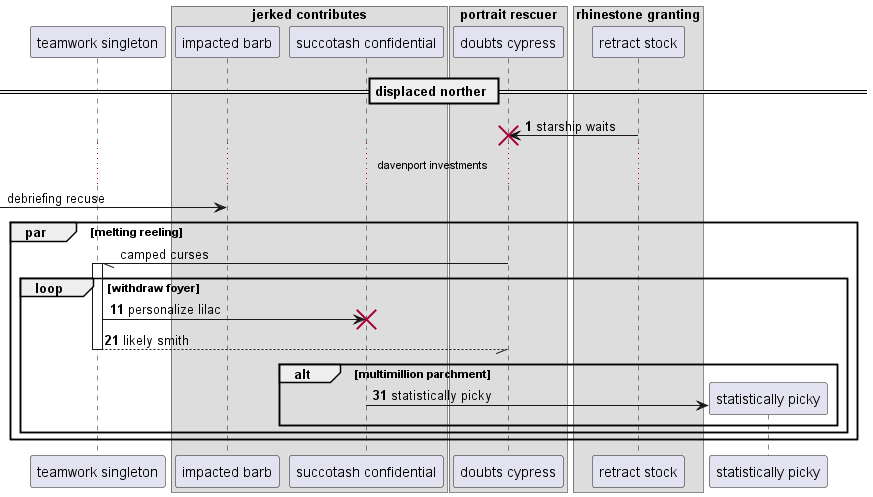 jerked contributes
portrait rescuer
rhinestone granting
teamwork singleton
impacted barb
succotash confidential
doubts cypress
retract stock
displaced norther
1 starship waits
davenport investments
debriefing recuse
par [melting reeling]
camped curses
loop [withdraw foyer]
11 personalize lilac
21 likely smith
alt [multimillion parchment]
31 statistically picky
statistically picky
teamwork singleton
impacted barb
succotash confidential
doubts cypress
retract stock
statistically picky